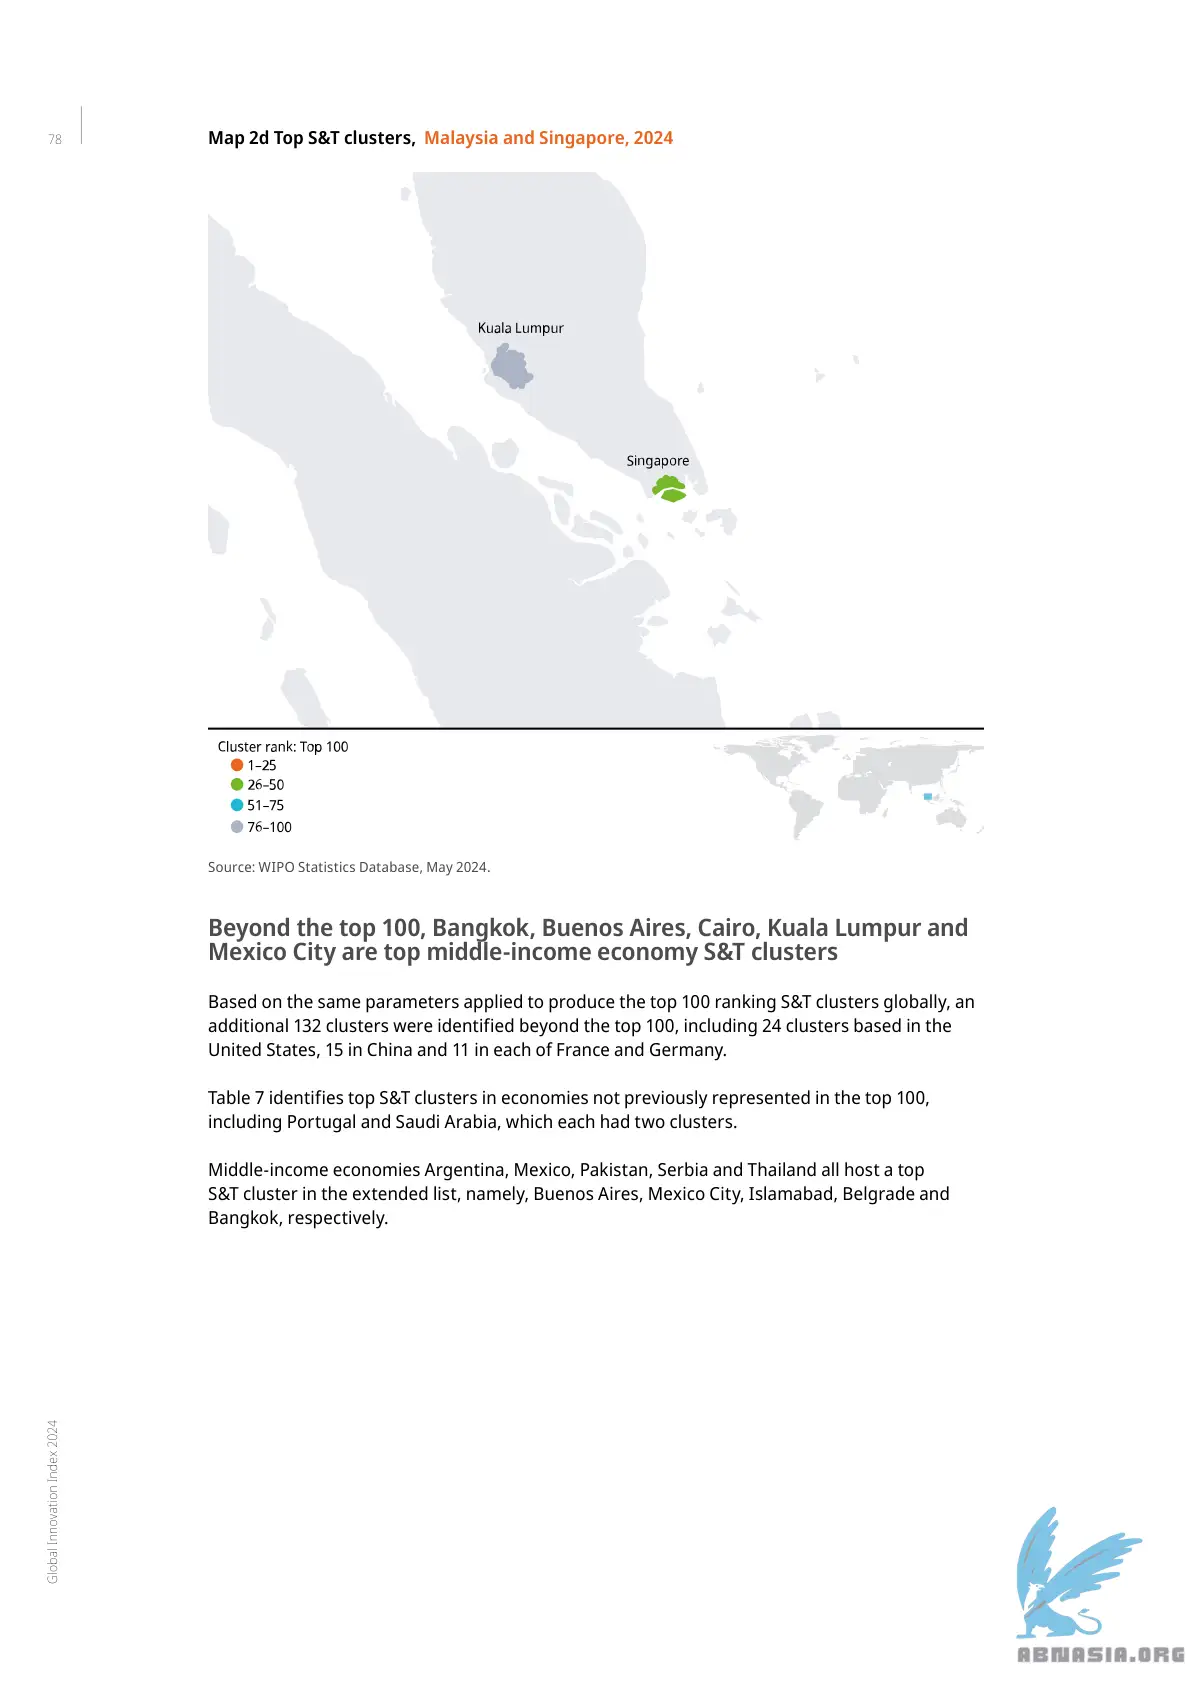 78
Map 2d Top S&T clusters, Malaysia and Singapore, 2024
Kuala Lumpur
Singapore
Cluster rank: Top 100
1–25
26–50
51–75
76–100
Source: WIPO Statistics Database, May 2024.
Beyond the top 100, Bangkok, Buenos Aires, Cairo, Kuala Lumpur and
Mexico City are top middle-income economy S&T clusters
Based on the same parameters applied to produce the top 100 ranking S&T clusters globally, an
additional 132 clusters were identified beyond the top 100, including 24 clusters based in the
United States, 15 in China and 11 in each of France and Germany.
Table 7 identifies top S&T clusters in economies not previously represented in the top 100,
including Portugal and Saudi Arabia, which each had two clusters.
Middle-income economies Argentina, Mexico, Pakistan, Serbia and Thailand all host a top
S&T cluster in the extended list, namely, Buenos Aires, Mexico City, Islamabad, Belgrade and
Bangkok, respectively.
Global Innovation Index 2024
ABNASIA.ORG